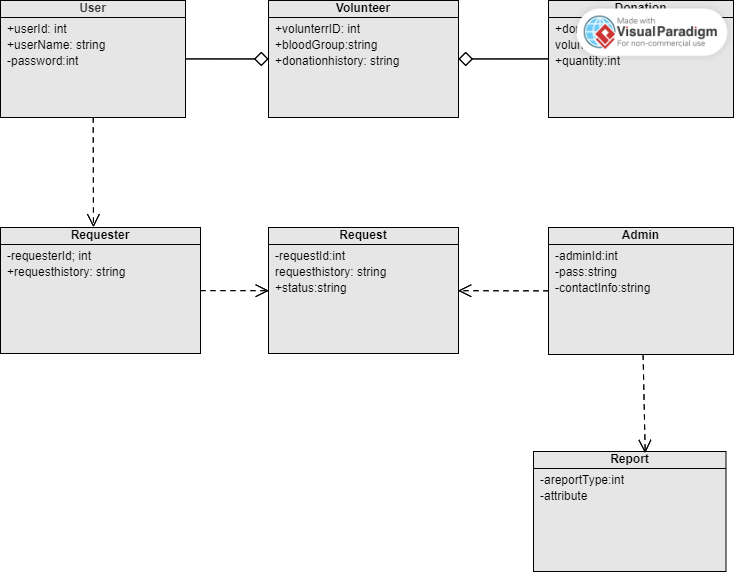 User
+userId: int
+userName: string
-password:int
Volunteer
+volunterrID: int
+bloodGroup:string
+donationhistory: string
Donation
+quantity:int
Made with
VisualParadigm
For non-commercial use
Requester
-requesterId; int
+requesthistory: string
Request
-requestId:int
requesthistory: string
+status:string
Admin
-adminId:int
-pass:string
-contactInfo:string
Report
-areportType:int
-attribute